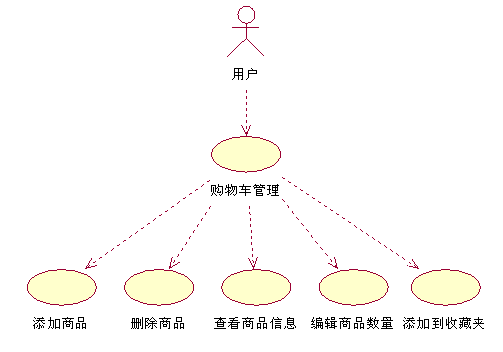 用户
购物车管理
添加商品
删除商品
查看商品信息
编辑商品数量
添加到收藏夹